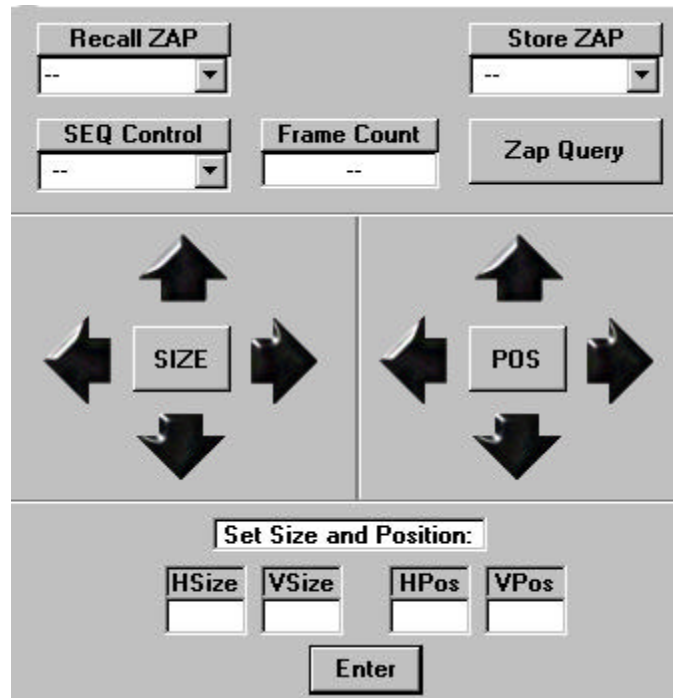 Recall ZAP
Store ZAP
--
--
SEQ Control
Frame Count
Zap Query
--
--
SIZE
POS
Set Size and Position:
HSize
VSize
HPos
VPos
Enter